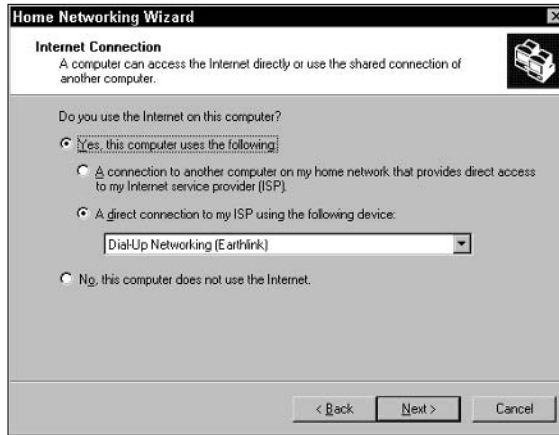 Home Networking Wizard
Internet Connection
A computer can access the Internet directly or use the shared connection of
another computer.
Do you use the Internet on this computer?
Yes, this computer uses the following:
A connection to another computer on my home network that provides direct access
to my Internet service provider (ISP).
A direct connection to my ISP using the following device:
Dial-Up Networking (Earthlink)
No, this computer does not use the Internet.
< Back Next > Cancel